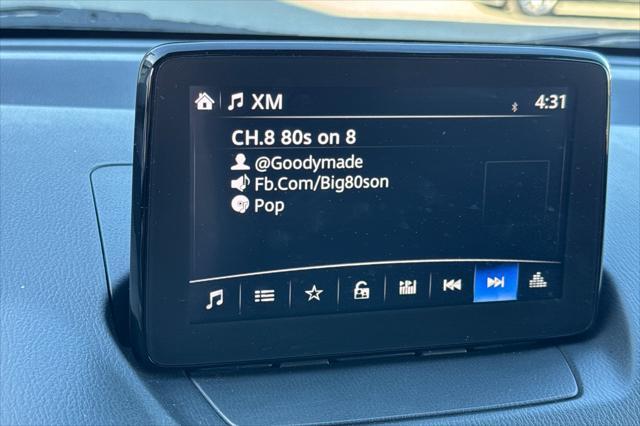 XM
4:31
CH.8 80s on 8
@Goodymade
Fb.Com/Big80son
Pop